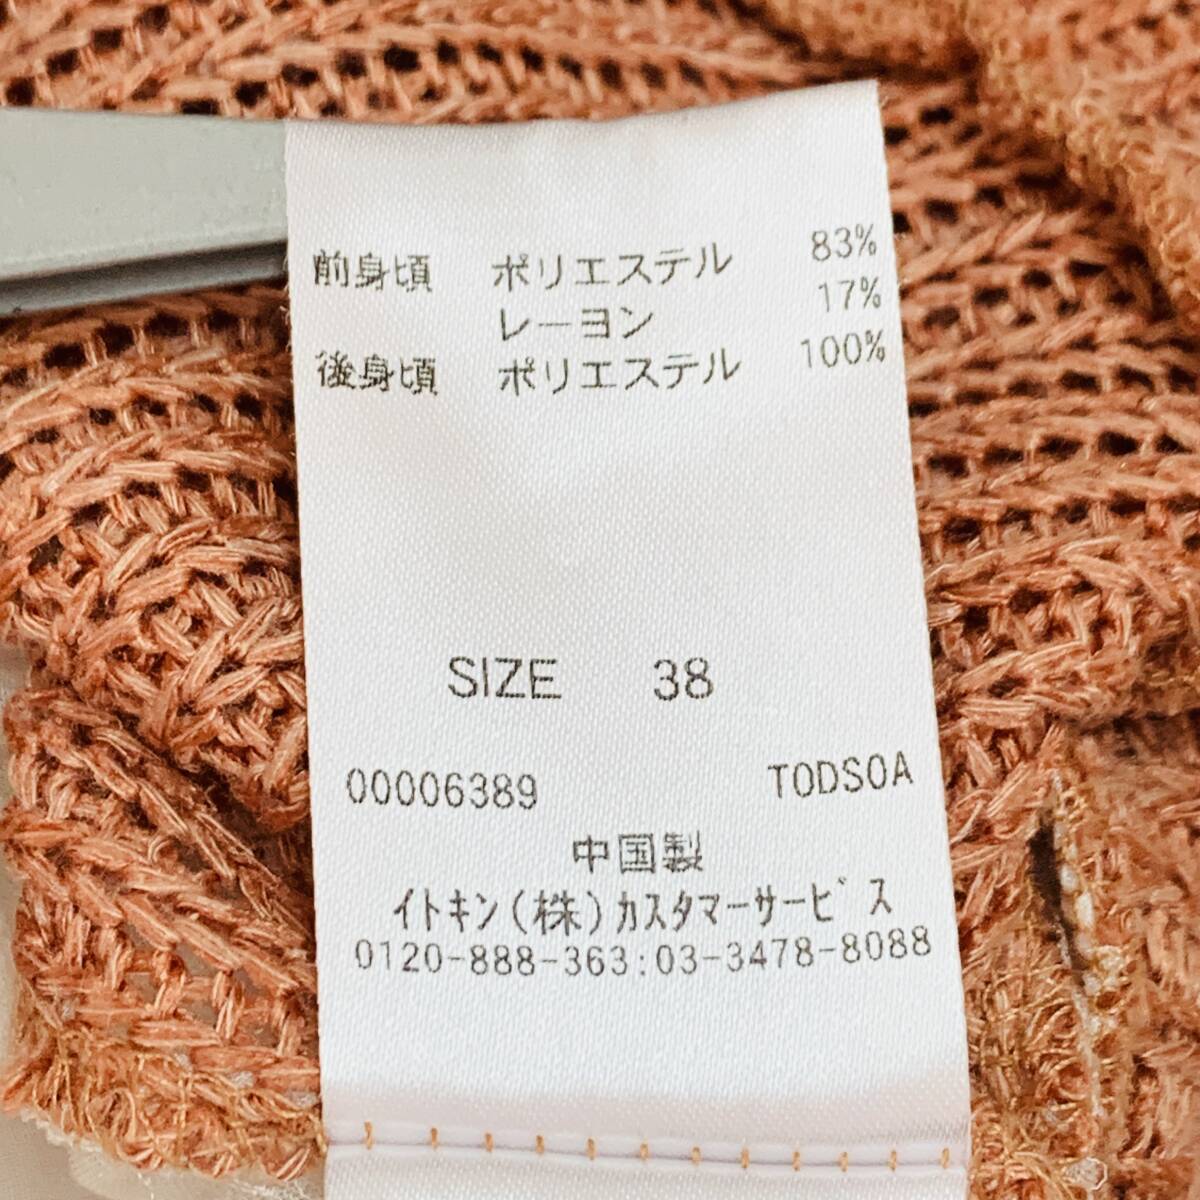 前身頃 ポリエステル 83%
レーヨン 17%
後身頃 ポリエステル 100%
SIZE 38
00006389 TODSOA
中国製
イトキン(株)カスタマーサービス
0120-888-363:03-3478-8088